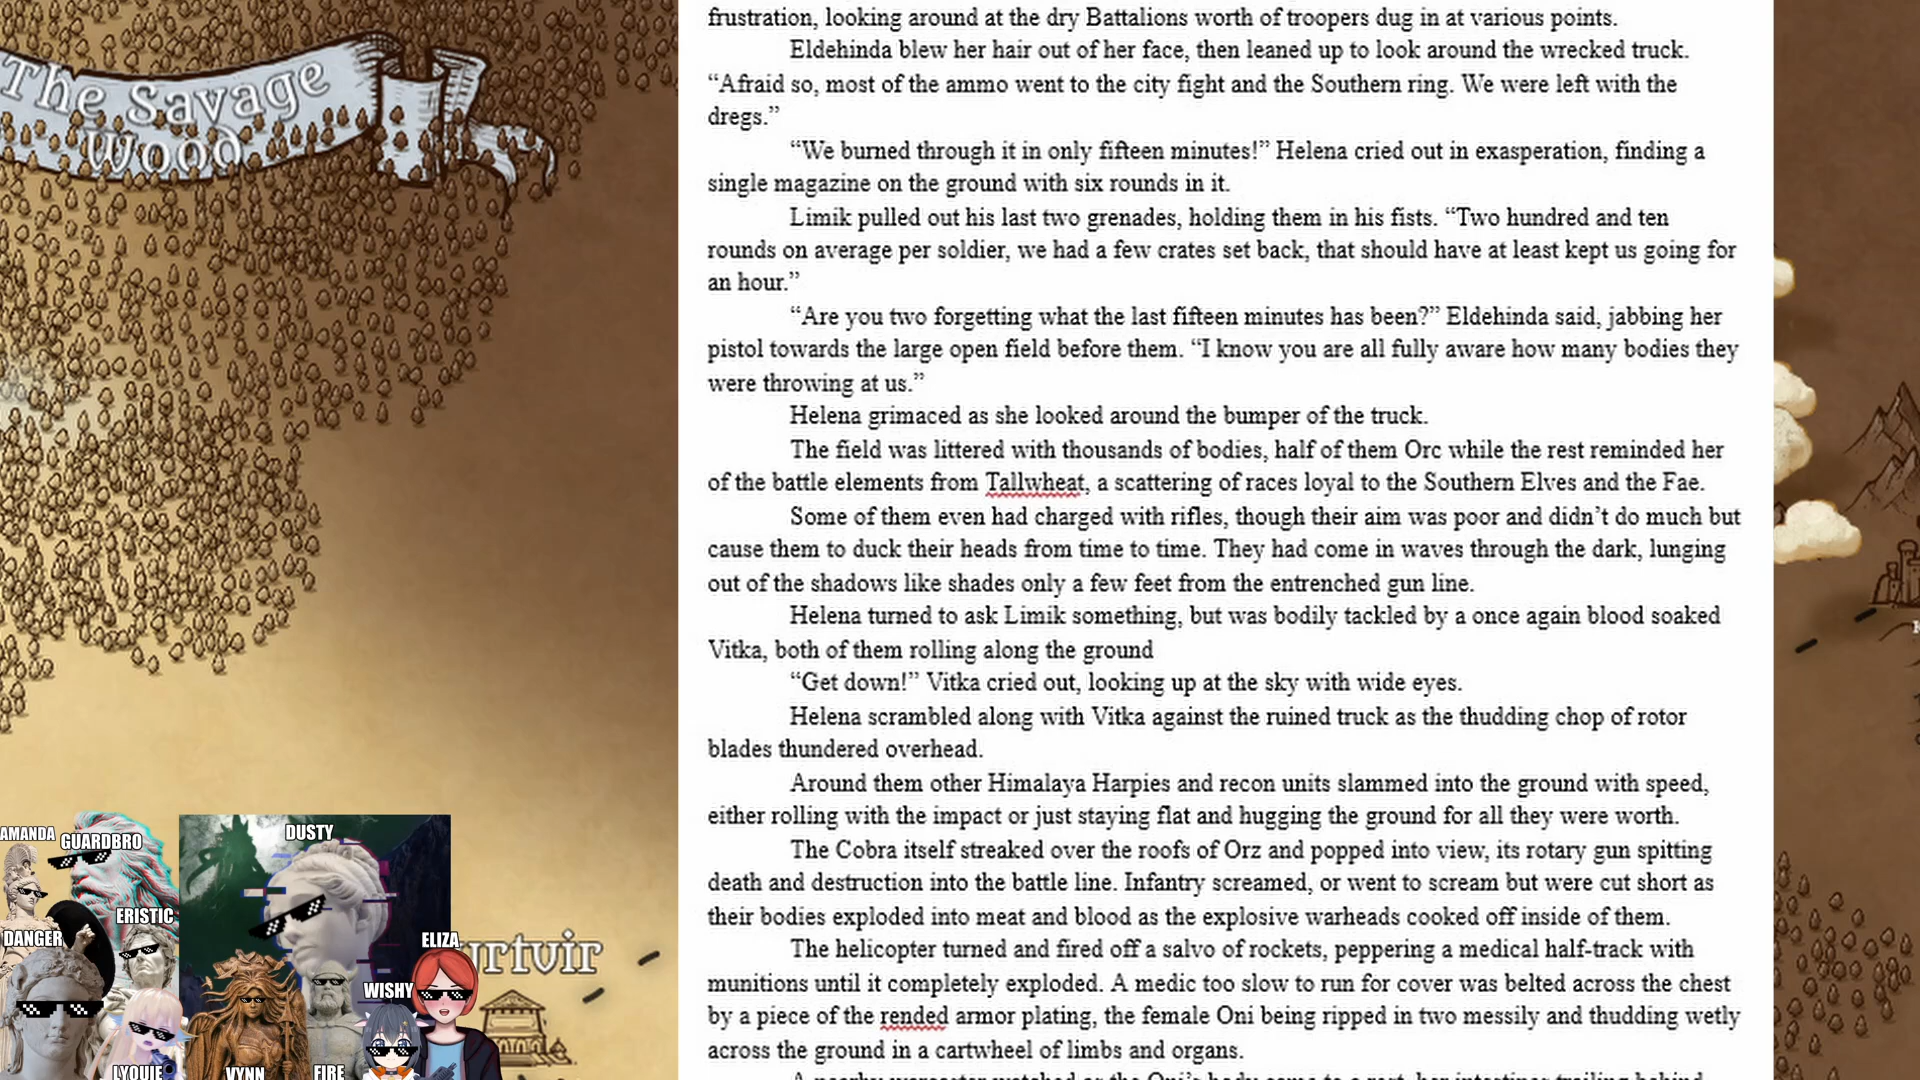 The Savage
Wood
frustration, looking around at the dry Battalions worth of troopers dug in at various points.
Eldehinda blew her hair out of her face, then leaned up to look around the wrecked truck.
“Afraid so, most of the ammo went to the city fight and the Southern ring. We were left with the
dregs.”
“We burned through it in only fifteen minutes!” Helena cried out in exasperation, finding a
single magazine on the ground with six rounds in it.
Limik pulled out his last two grenades, holding them in his fists. “Two hundred and ten
rounds on average per soldier, we had a few crates set back, that should have at least kept us going for
an hour.”
“Are you two forgetting what the last fifteen minutes has been?” Eldehinda said, jabbing her
pistol towards the large open field before them. “I know you are all fully aware how many bodies they
were throwing at us.”
Helena grimaced as she looked around the bumper of the truck.
The field was littered with thousands of bodies, half of them Orc while the rest reminded her
of the battle elements from Tallwheat, a scattering of races loyal to the Southern Elves and the Fae.
Some of them even had charged with rifles, though their aim was poor and didn’t do much but
cause them to duck their heads from time to time. They had come in waves through the dark, lunging
out of the shadows like shades only a few feet from the entrenched gun line.
Helena turned to ask Limik something, but was bodily tackled by a once again blood soaked
Vitka, both of them rolling along the ground
“Get down!” Vitka cried out, looking up at the sky with wide eyes.
Helena scrambled along with Vitka against the ruined truck as the thudding chop of rotor
blades thundered overhead.
Around them other Himalaya Harpies and recon units slammed into the ground with speed,
either rolling with the impact or just staying flat and hugging the ground for all they were worth.
The Cobra itself streaked over the roofs of Orz and popped into view, its rotary gun spitting
death and destruction into the battle line. Infantry screamed, or went to scream but were cut short as
their bodies exploded into meat and blood as the explosive warheads cooked off inside of them.
The helicopter turned and fired off a salvo of rockets, peppering a medical half-track with
munitions until it completely exploded. A medic too slow to run for cover was belted across the chest
by a piece of the rended armor plating, the female Oni being ripped in two messily and thudding wetly
across the ground in a cartwheel of limbs and organs.
AMANDA
GUARDBRO
DUSTY
ERISTIC
DANGER
ELIZA
urtvir
WISHY
LYQUIE
VYNN
FIRE